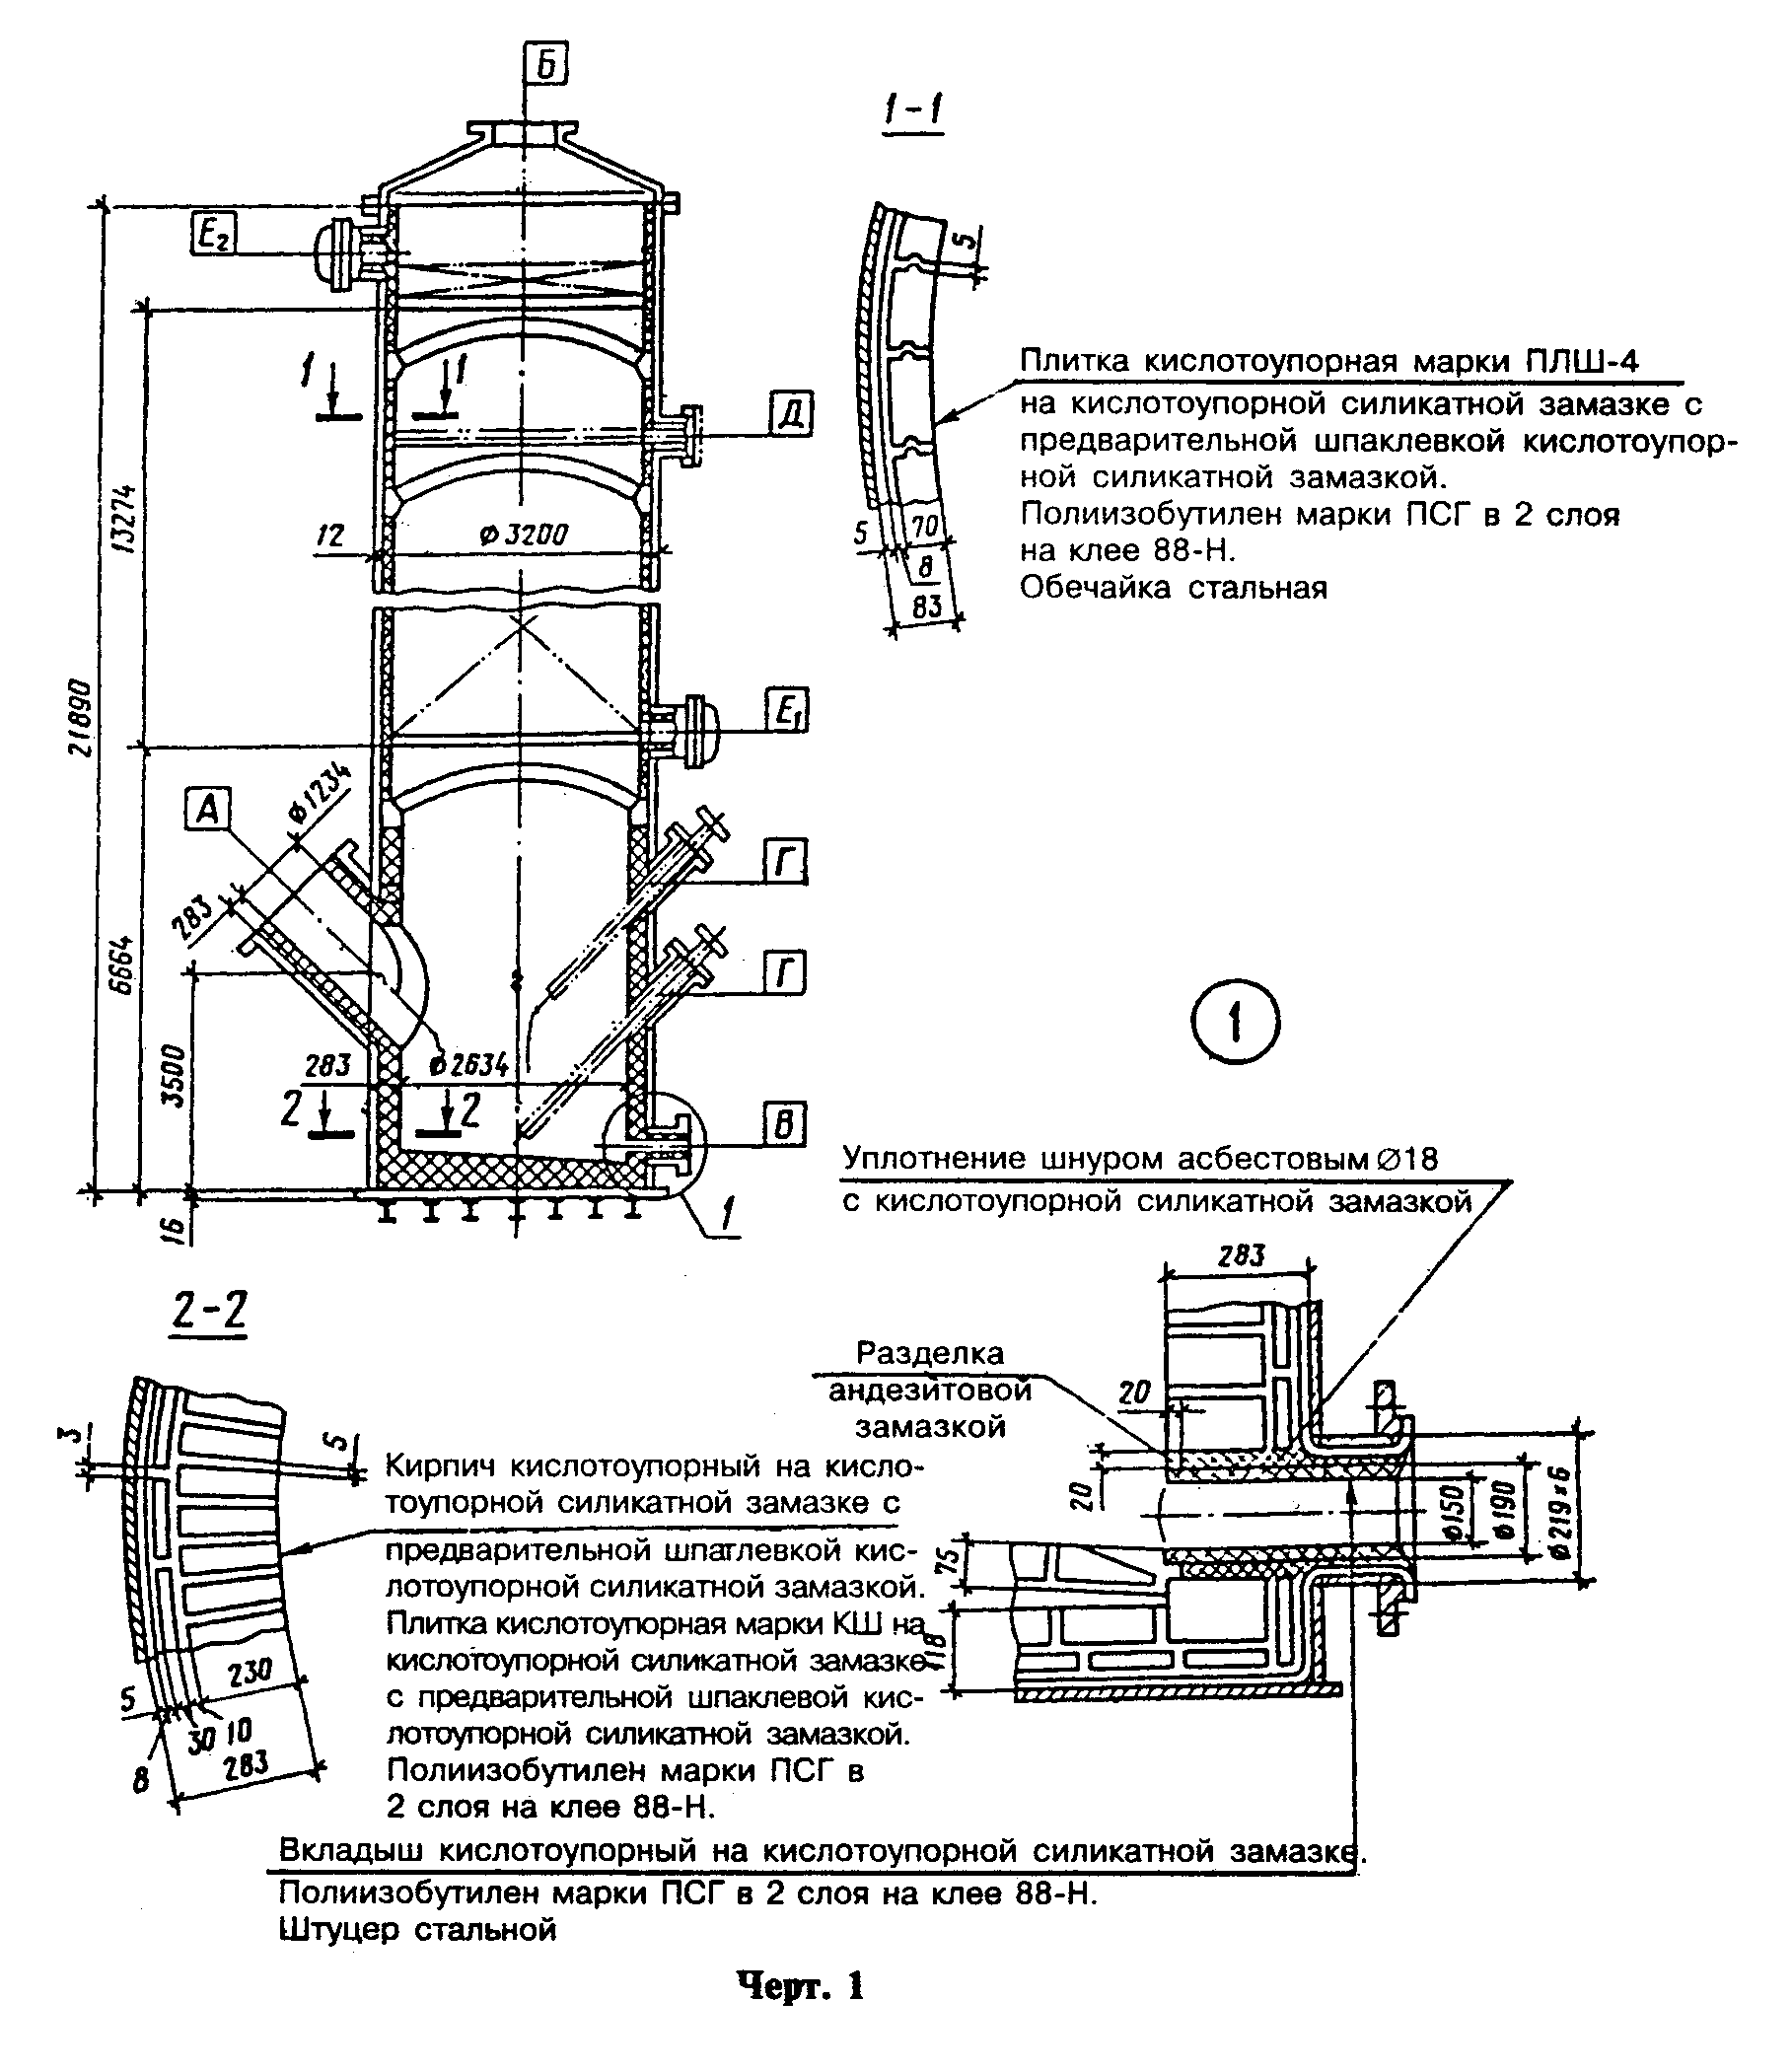 Б
1-1
Е₂
5
1
1
Д
Плитка кислотоупорная марки ПЛШ-4
на кислотоупорной силикатной замазке с
предварительной шпаклевкой кислотоупор-
ной силикатной замазкой.
Полиизобутилен марки ПСГ в 2 слоя
на клее 88-Н.
Обечайка стальная
13274
12
⌀3200
5
70
8
83
21890
Е₁
А
⌀1234
283
Г
6664
Г
3500
283
⌀2634
2
2
В
1
16
1
Уплотнение шнуром асбестовым ∅18
с кислотоупорной силикатной замазкой
2-2
283
Разделка
андезитовой
замазкой
20
20
3
5
Кирпич кислотоупорный на кисло-
тоупорной силикатной замазке с
предварительной шпатлевкой кис-
лотоупорной силикатной замазкой.
Плитка кислотоупорная марки КШ на
кислотоупорной силикатной замазке
с предварительной шпаклевой кис-
лотоупорной силикатной замазкой.
Полиизобутилен марки ПСГ в
2 слоя на клее 88-Н.
75
118
⌀150
⌀190
⌀219×6
5
8
30
10
230
283
Вкладыш кислотоупорный на кислотоупорной силикатной замазке.
Полиизобутилен марки ПСГ в 2 слоя на клее 88-Н.
Штуцер стальной
Черт. 1